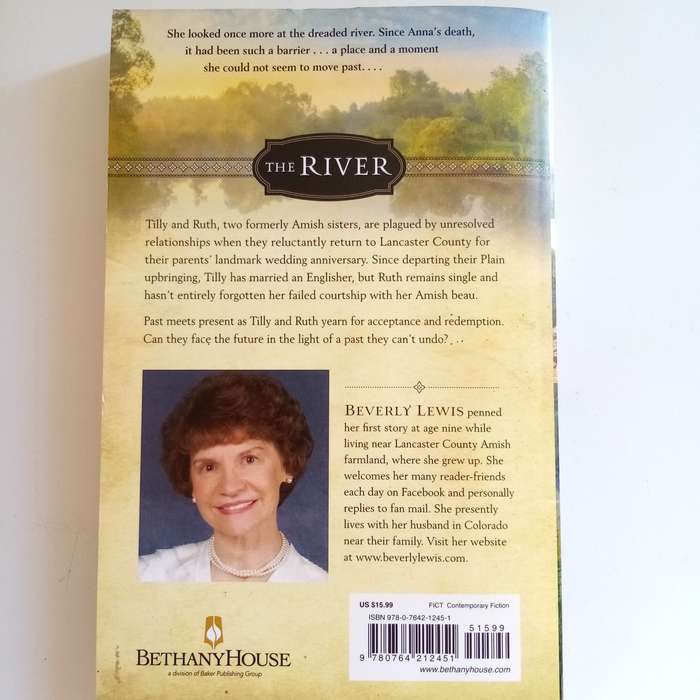 She looked once more at the dreaded river. Since Anna's death,
it had been such a barrier . . . a place and a moment
she could not seem to move past. . . .
THE RIVER
Tilly and Ruth, two formerly Amish sisters, are plagued by unresolved
relationships when they reluctantly return to Lancaster County for
their parents' landmark wedding anniversary. Since departing their Plain
upbringing, Tilly has married an Englisher, but Ruth remains single and
hasn't entirely forgotten her failed courtship with her Amish beau.
Past meets present as Tilly and Ruth yearn for acceptance and redemption.
Can they face the future in the light of a past they can't undo? . . .
BEVERLY LEWIS penned
her first story at age nine while
living near Lancaster County Amish
farmland, where she grew up. She
welcomes her many reader-friends
each day on Facebook and personally
replies to fan mail. She presently
lives with her husband in Colorado
near their family. Visit her website
at www.beverlylewis.com.
US $15.99 FICT Contemporary Fiction
ISBN 978-0-7642-1245-1
51599
9 780764 212451
www.bethanyhouse.com
BETHANYHOUSE
a division of Baker Publishing Group